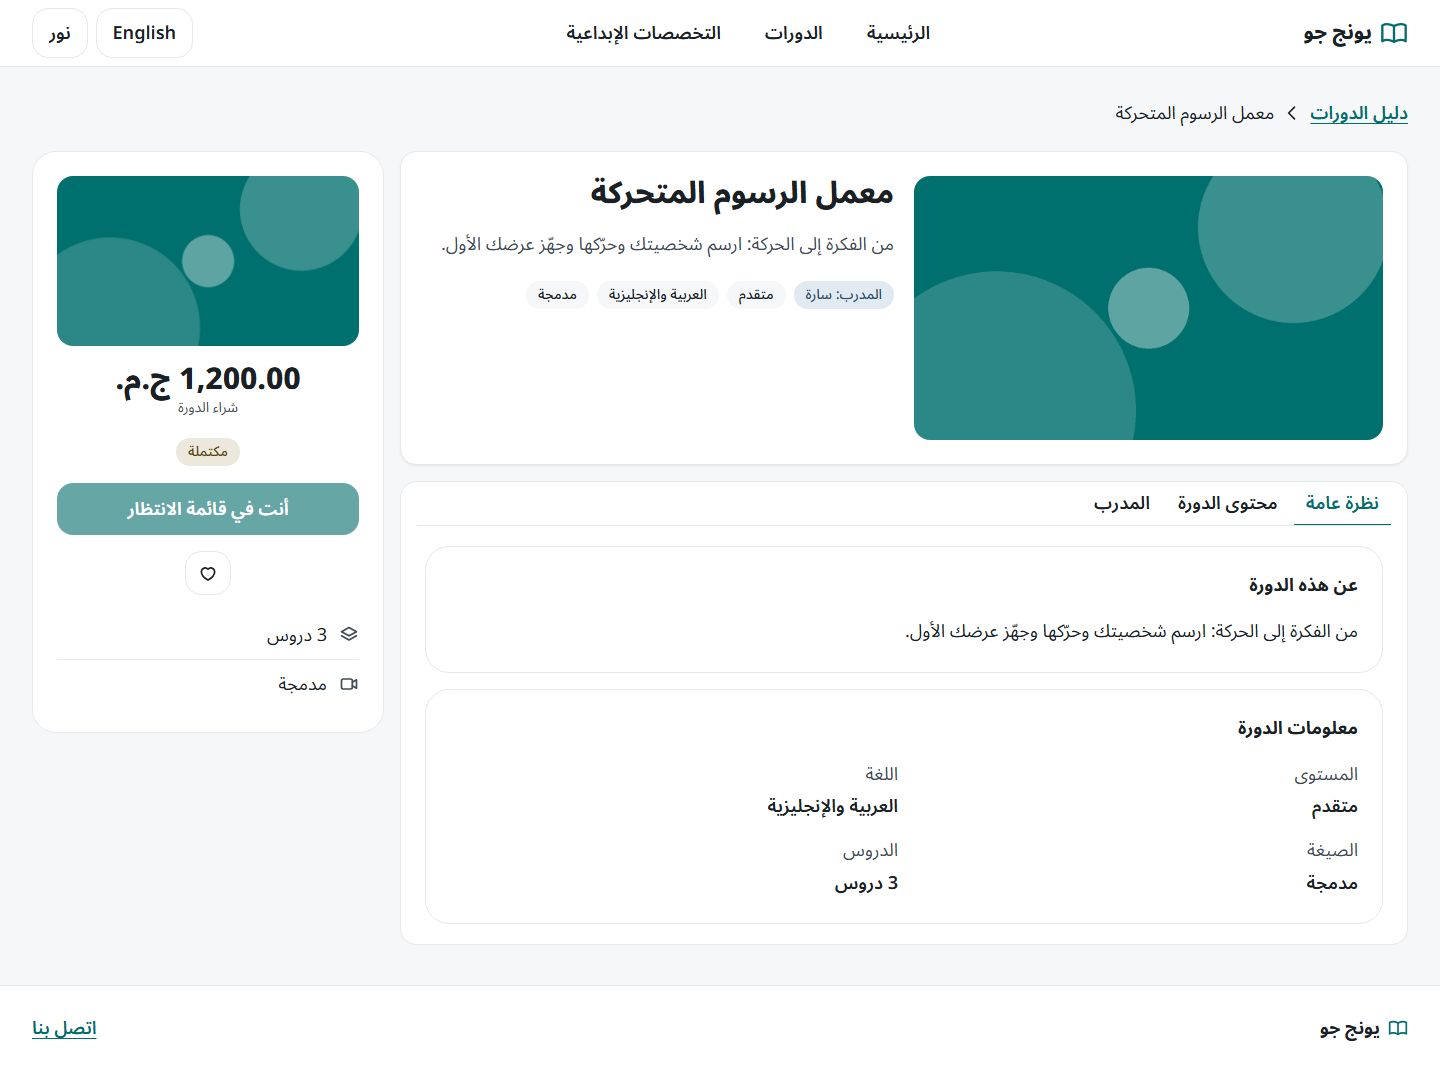 يونج جو
الرئيسية
الدورات
التخصصات الإبداعية
English
نور
دليل الدورات
معمل الرسوم المتحركة
معمل الرسوم المتحركة
من الفكرة إلى الحركة: ارسم شخصيتك وحرّكها وجهّز عرضك الأول.
المدرب: سارة
متقدم
العربية والإنجليزية
مدمجة
1,200.00 ج.م.
شراء الدورة
مكتملة
أنت في قائمة الانتظار
3 دروس
مدمجة
نظرة عامة
محتوى الدورة
المدرب
عن هذه الدورة
من الفكرة إلى الحركة: ارسم شخصيتك وحرّكها وجهّز عرضك الأول.
معلومات الدورة
المستوى
متقدم
اللغة
العربية والإنجليزية
الصيغة
مدمجة
الدروس
3 دروس
يونج جو
اتصل بنا